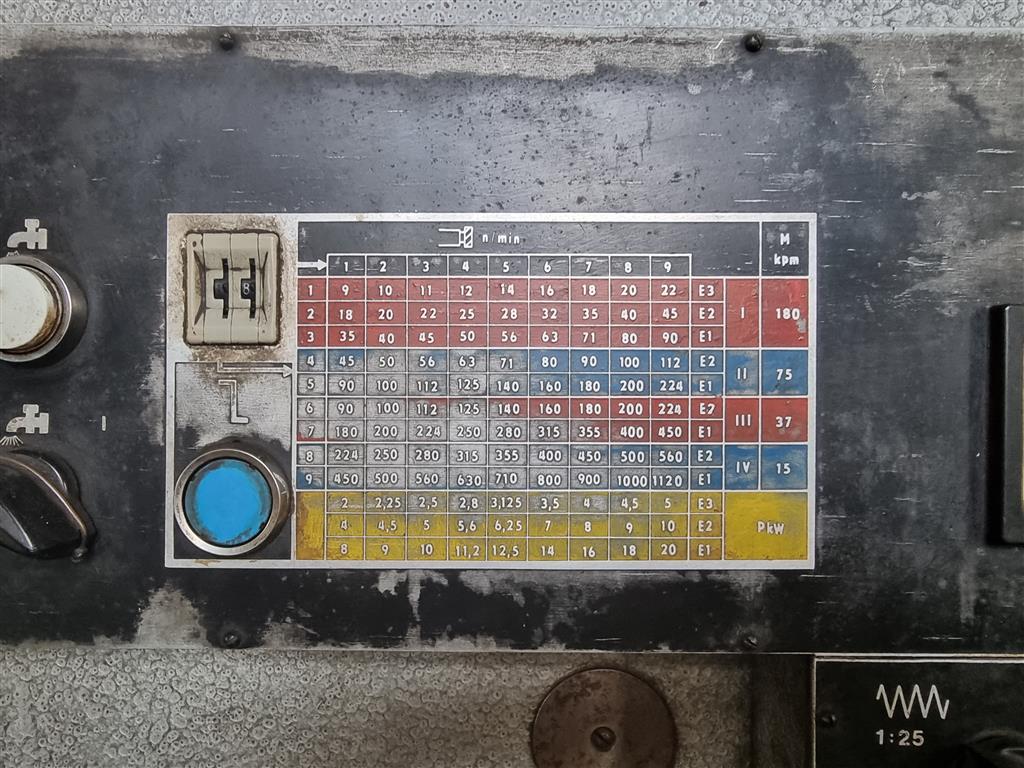 n/min
M
kpm
1 2 3 4 5 6 7 8 9
1 9 10 11 12 14 16 18 20 22 E3
2 18 20 22 25 28 32 35 40 45 E2 I 180
3 35 40 45 50 56 63 71 80 90 E1
4 45 50 56 63 71 80 90 100 112 E2 II 75
5 90 100 112 125 140 160 180 200 224 E1
6 90 100 112 125 140 160 180 200 224 E2 III 37
7 180 200 224 250 280 315 355 400 450 E1
8 224 250 280 315 355 400 450 500 560 E2 IV 15
9 450 500 560 630 710 800 900 1000 1120 E1
2 2,25 2,5 2,8 3,125 3,5 4 4,5 5 E3
4 4,5 5 5,6 6,25 7 8 9 10 E2 Pkw
8 9 10 11,2 12,5 14 16 18 20 E1
8
1:25